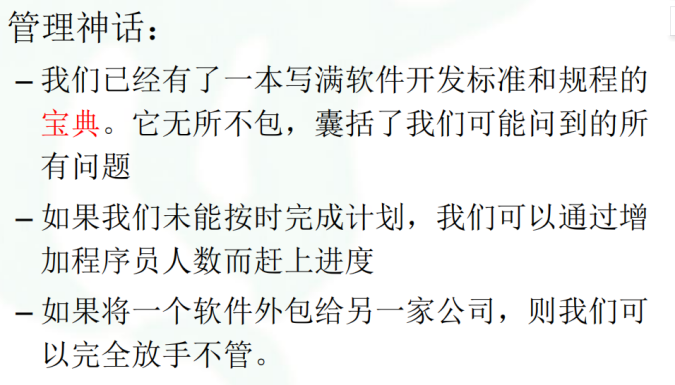 管理神话：
– 我们已经有了一本写满软件开发标准和规程的
宝典。它无所不包，囊括了我们可能问到的所
有问题
– 如果我们未能按时完成计划，我们可以通过增
加程序员人数而赶上进度
– 如果将一个软件外包给另一家公司，则我们可
以完全放手不管。